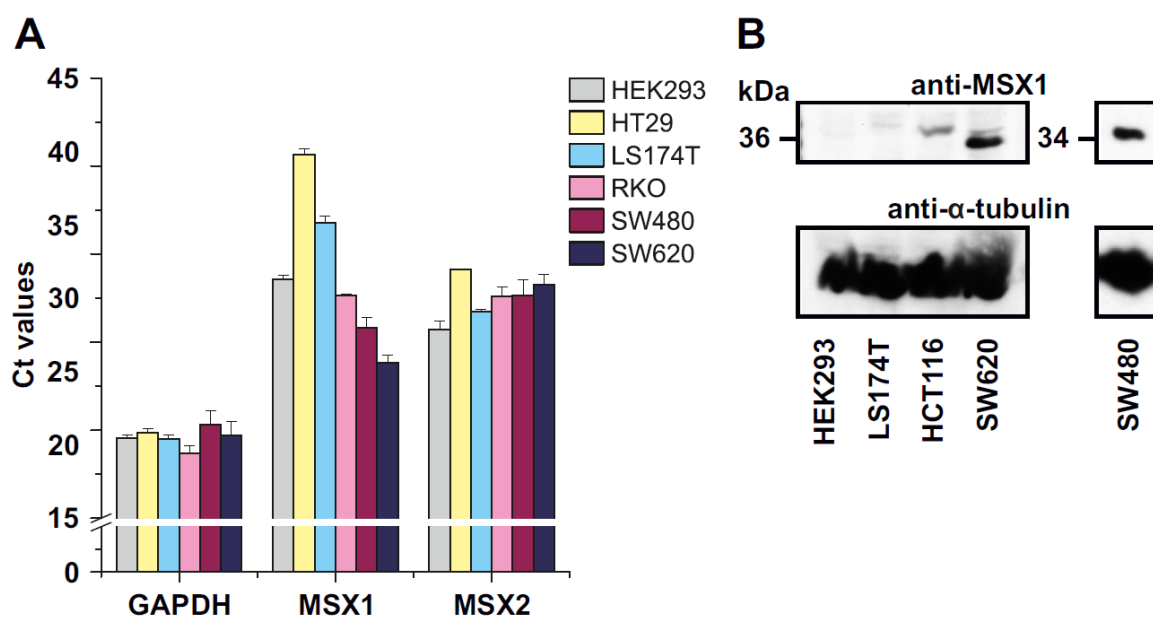 A
Ct values
45
40
35
30
25
20
15
0
GAPDH
MSX1
MSX2
HEK293
HT29
LS174T
RKO
SW480
SW620
B
kDa
anti-MSX1
36
34
anti-α-tubulin
HEK293
LS174T
HCT116
SW620
SW480